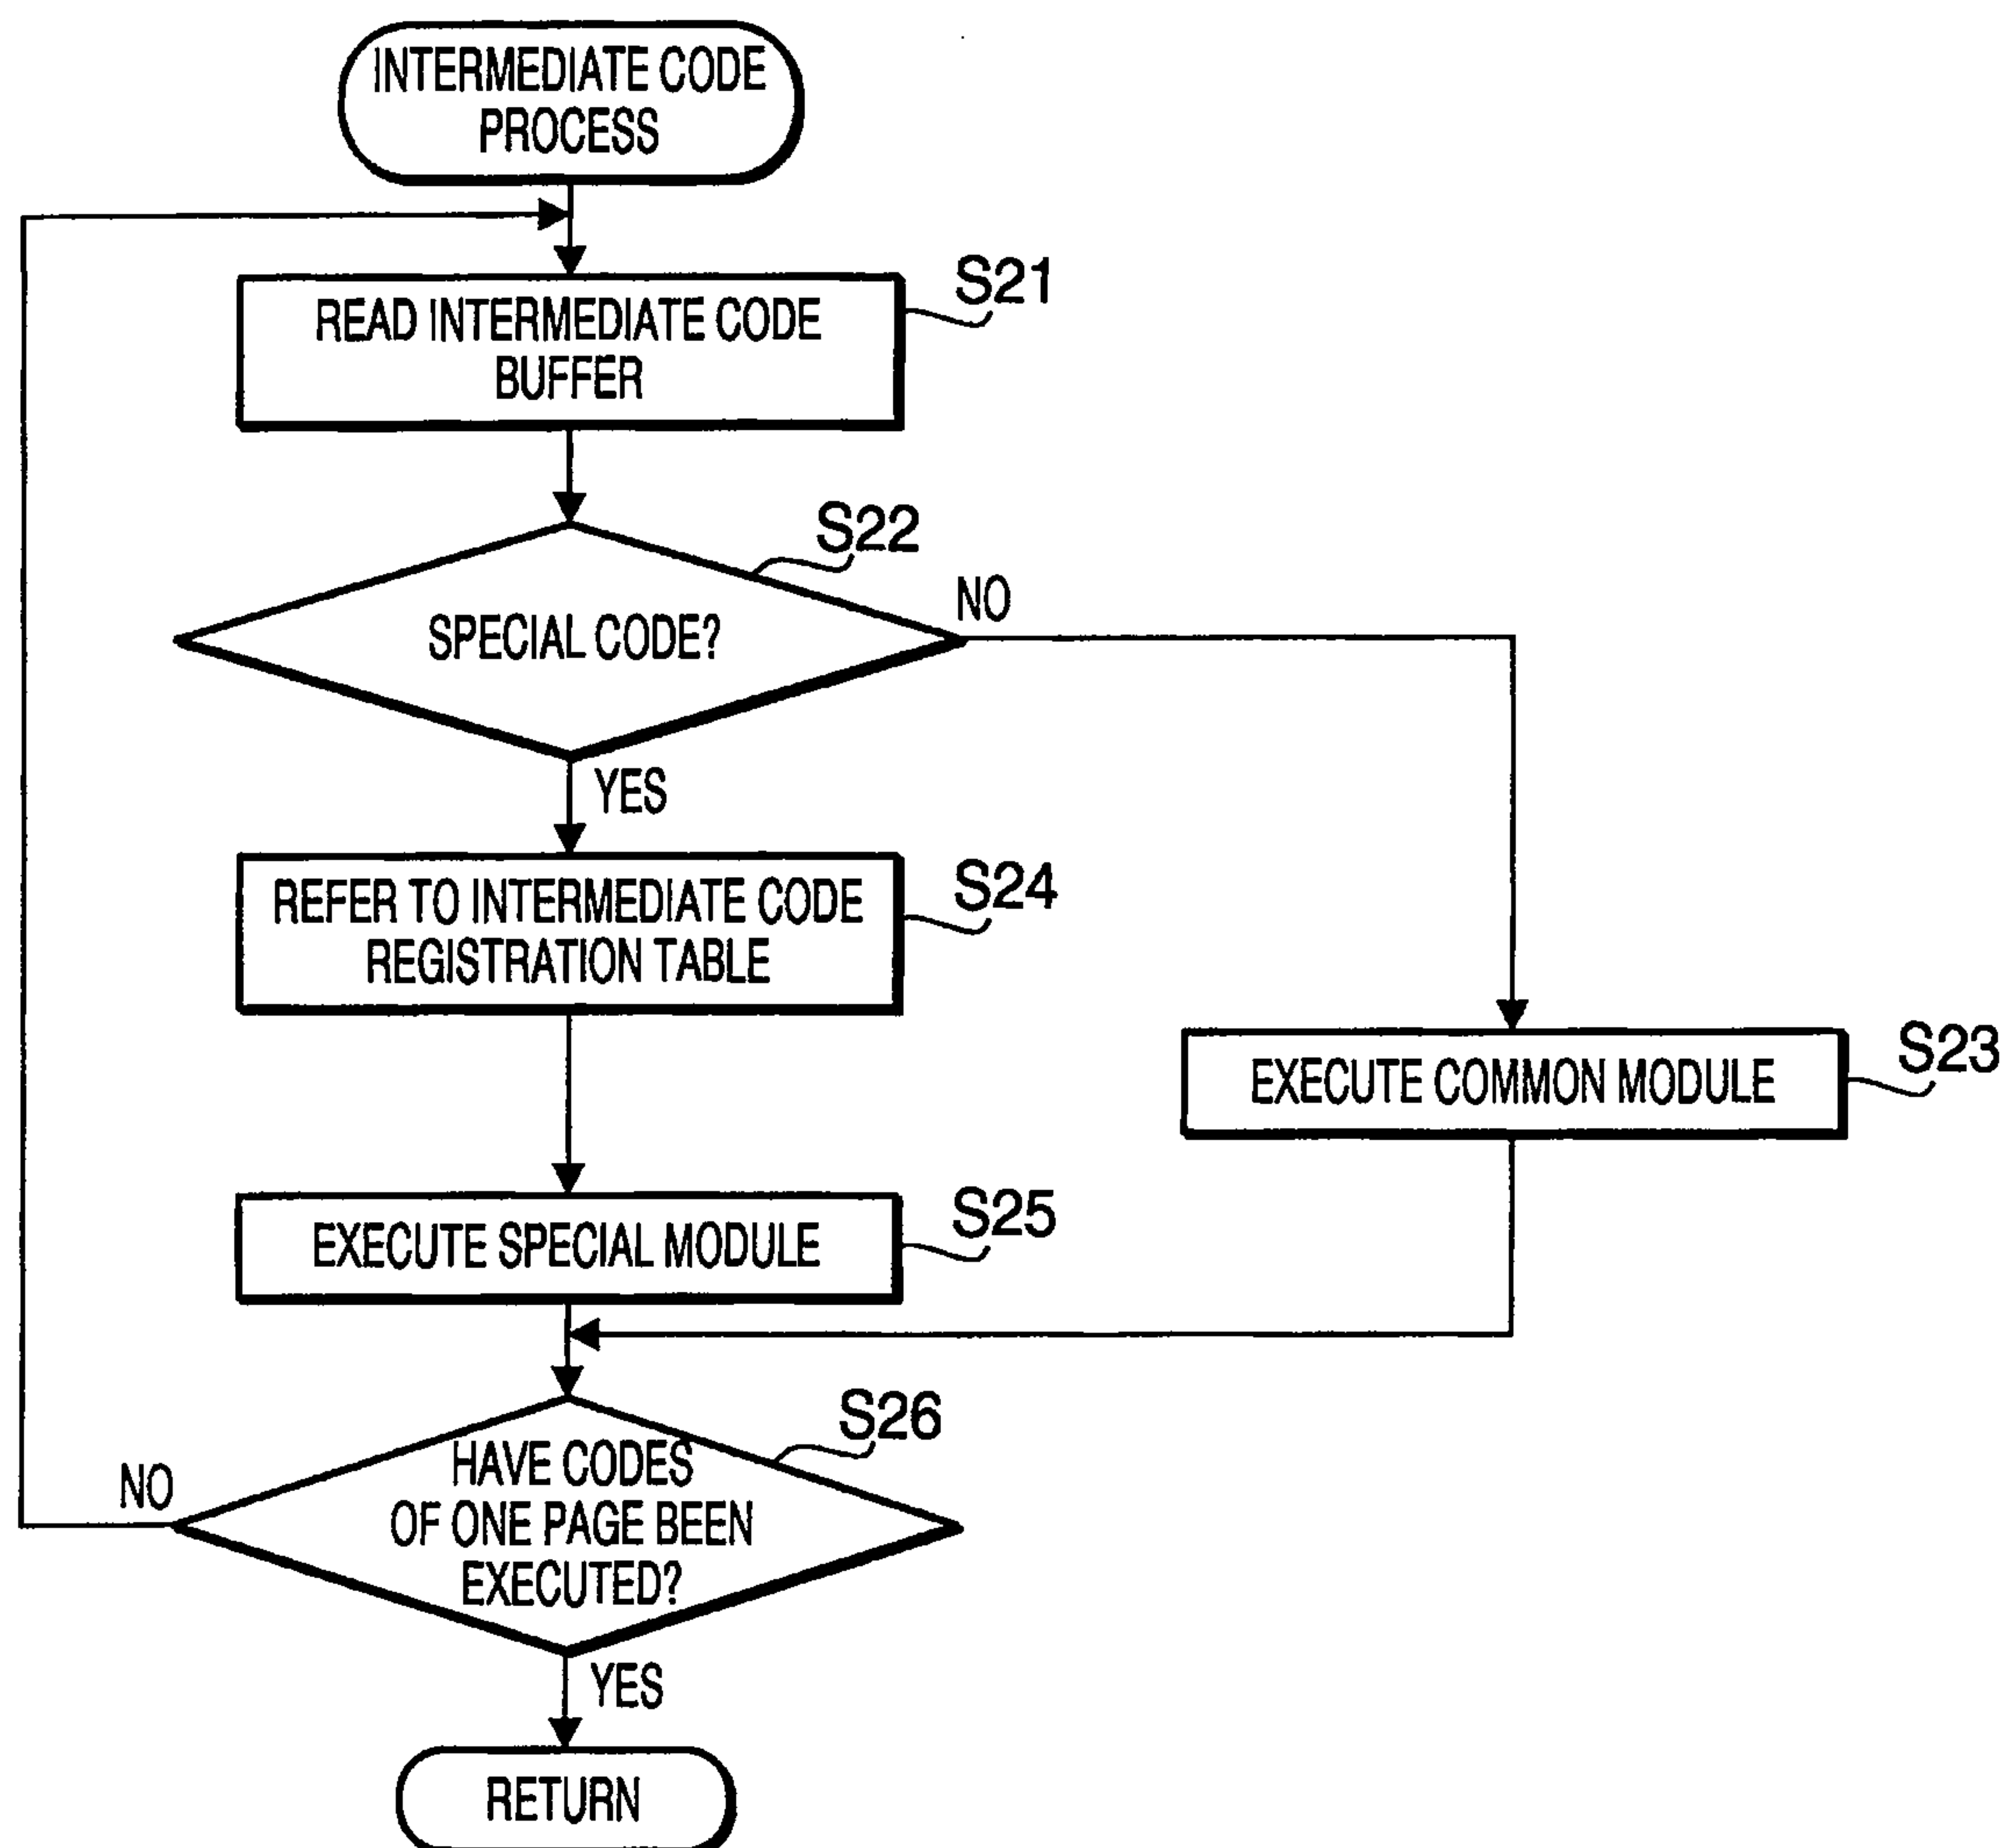 INTERMEDIATE CODE
PROCESS
READ INTERMEDIATE CODE
BUFFER
S21
S22
SPECIAL CODE?
NO
YES
REFER TO INTERMEDIATE CODE
REGISTRATION TABLE
S24
EXECUTE COMMON MODULE
S23
EXECUTE SPECIAL MODULE
S25
S26
HAVE CODES
OF ONE PAGE BEEN
EXECUTED?
NO
YES
RETURN